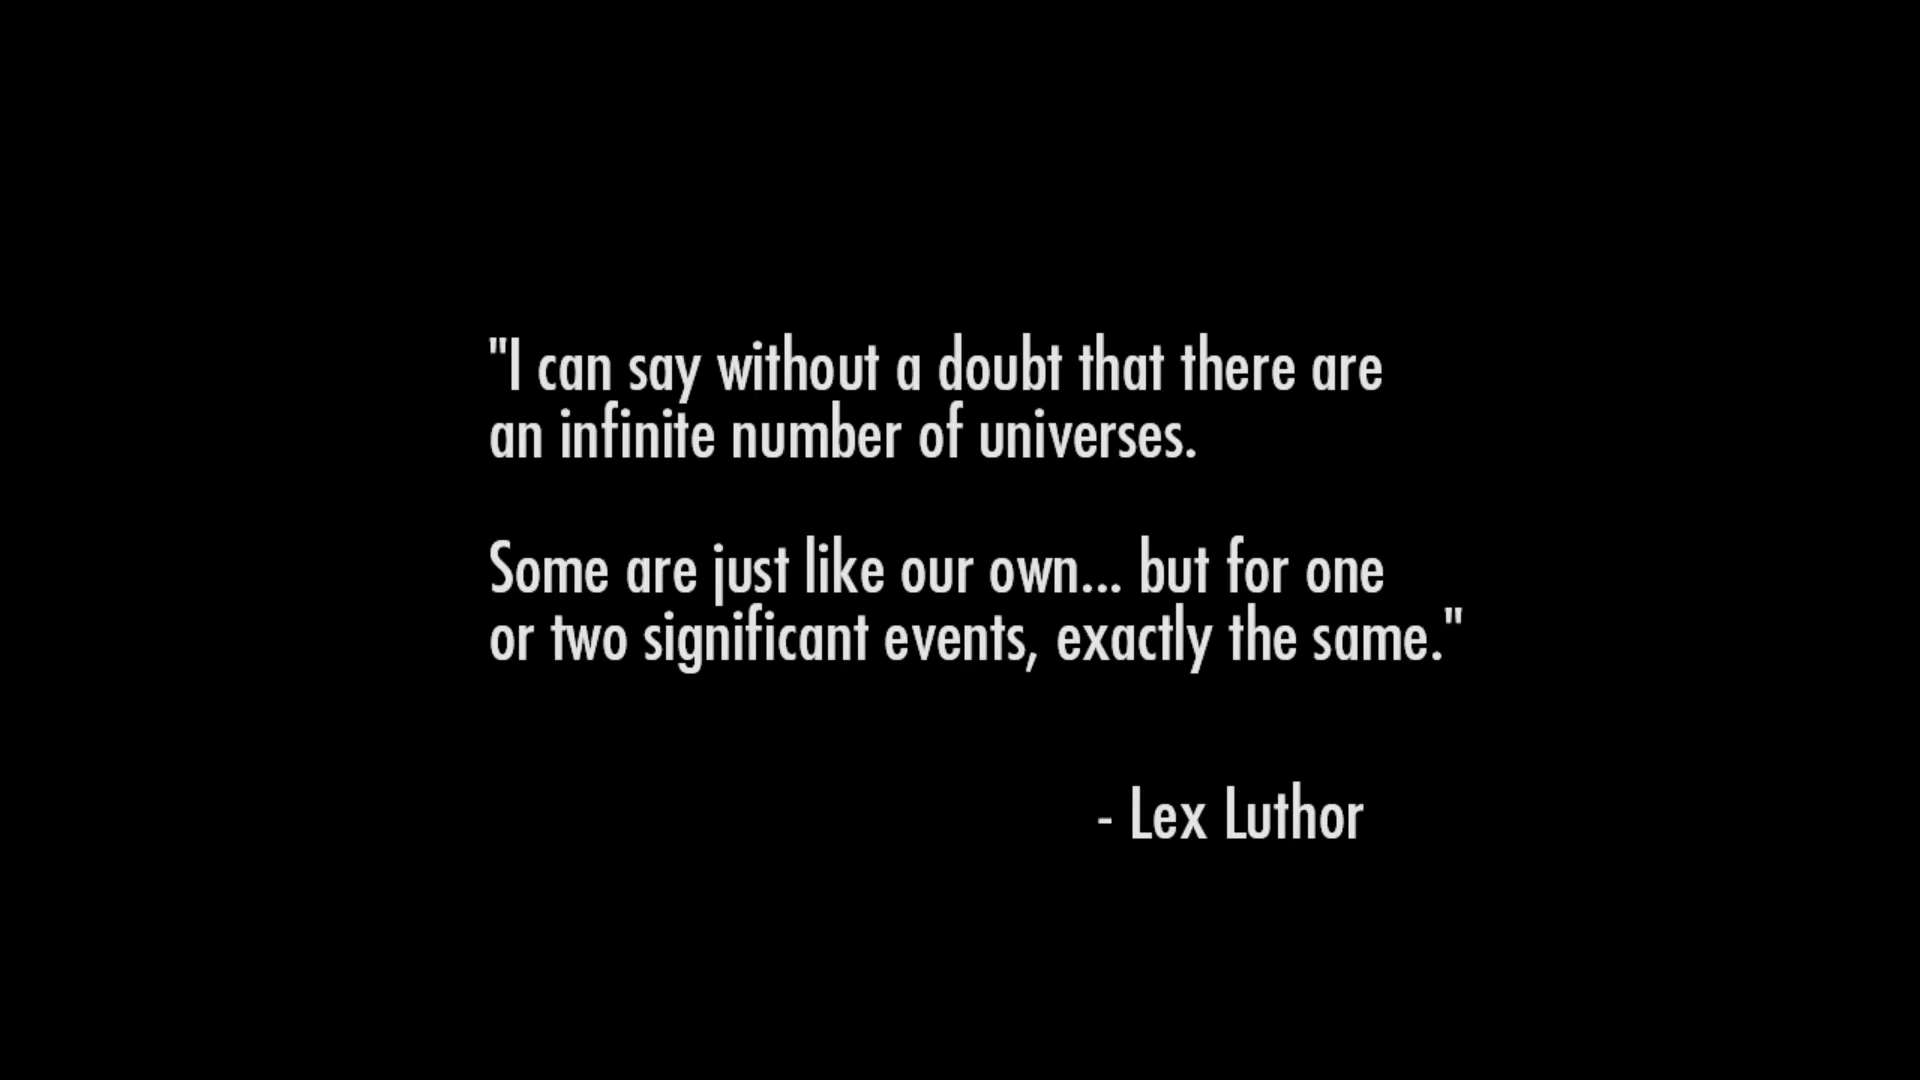 "I can say without a doubt that there are
an infinite number of universes.
Some are just like our own... but for one
or two significant events, exactly the same."
- Lex Luthor